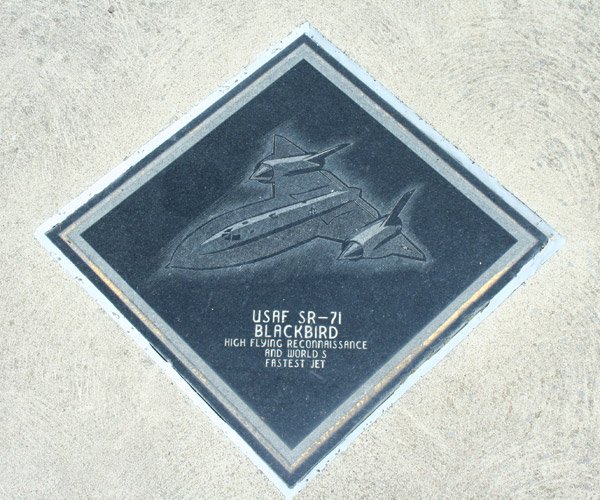 USAF SR-71
BLACKBIRD
HIGH FLYING RECONNAISSANCE
AND WORLD S
FASTEST JET